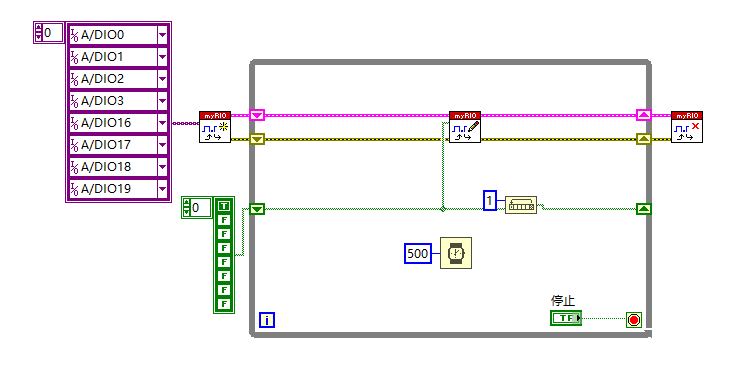 0
A/DIO0
A/DIO1
A/DIO2
A/DIO3
A/DIO16
A/DIO17
A/DIO18
A/DIO19
myRIO
myRIO
myRIO
0
T
F
F
F
F
F
F
F
1
500
i
停止
TF